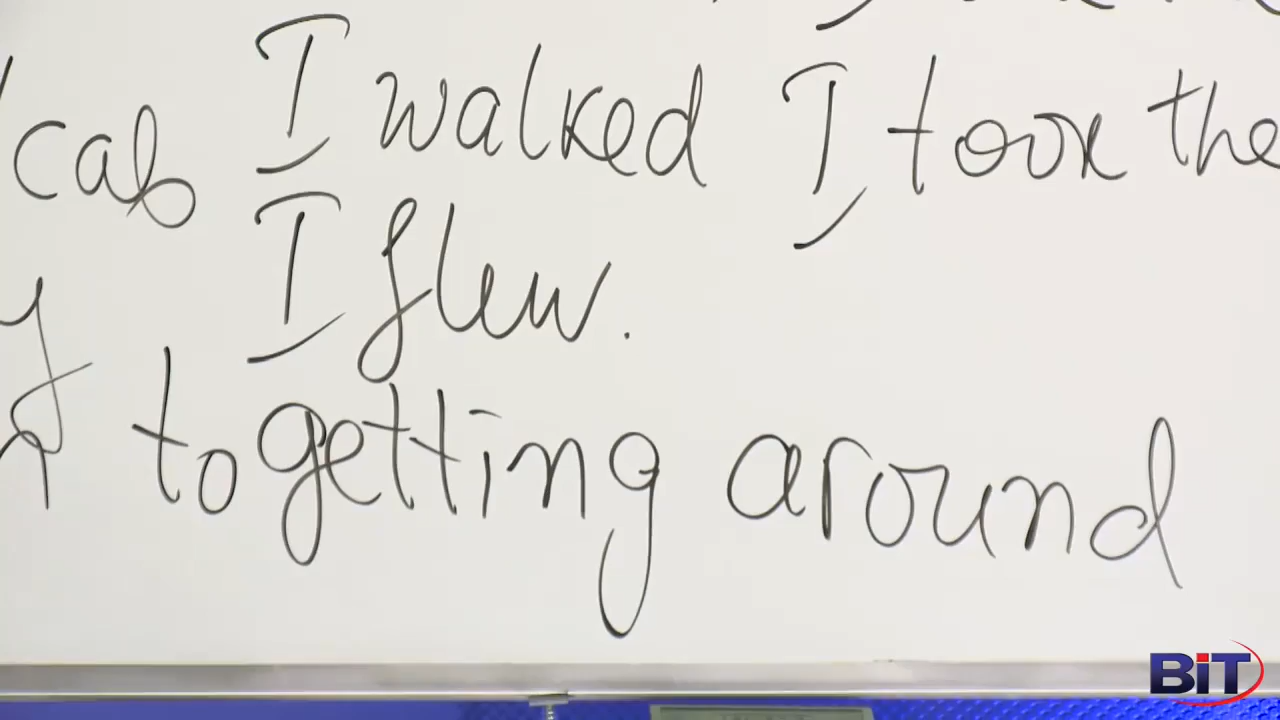 cab I walked I took the
I flew.
to getting around
BiT